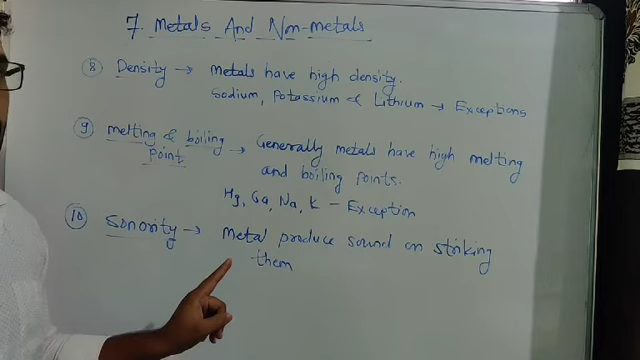 7 Metals And Non-metals
⑧ Density → Metals have high density.
Sodium, Potassium & Lithium → Exceptions
⑨ melting & boiling point → Generally metals have high melting
and boiling points.
Hg, Ga, Na, K - Exception
⑩ Sonority → Metal produce sound on striking
them